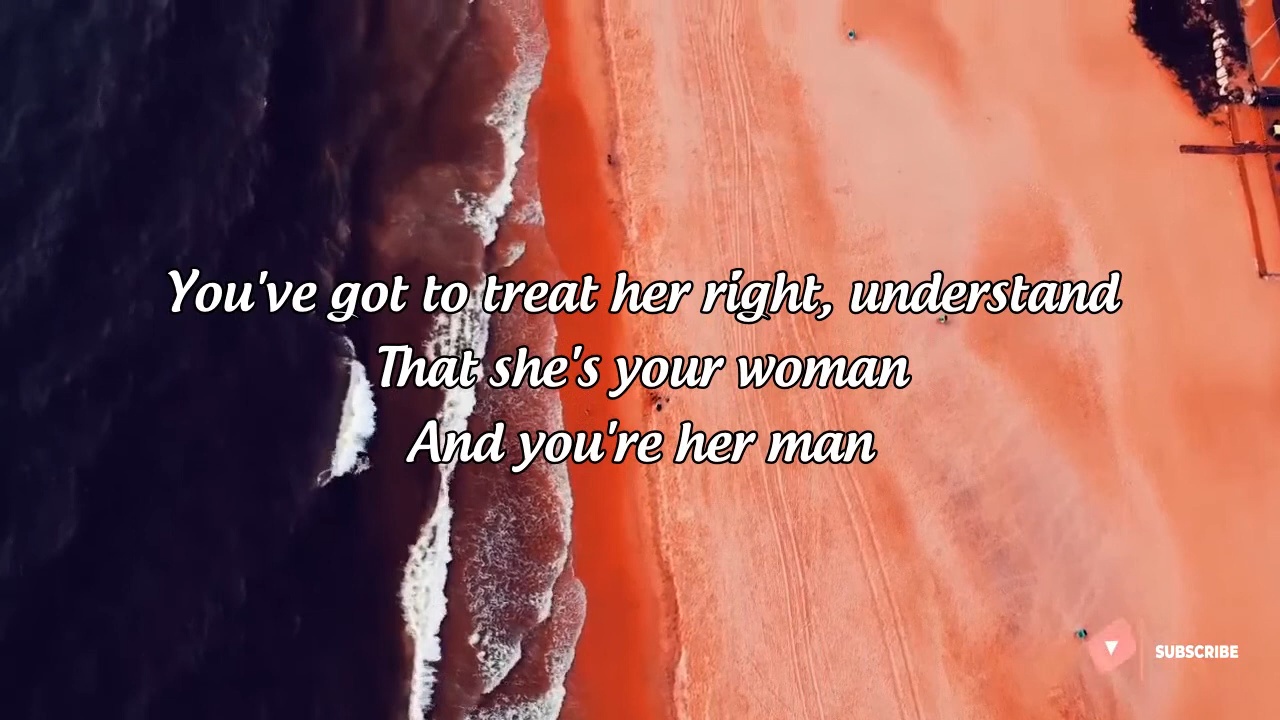 You've got to treat her right, understand
That she's your woman
And you're her man
SUBSCRIBE